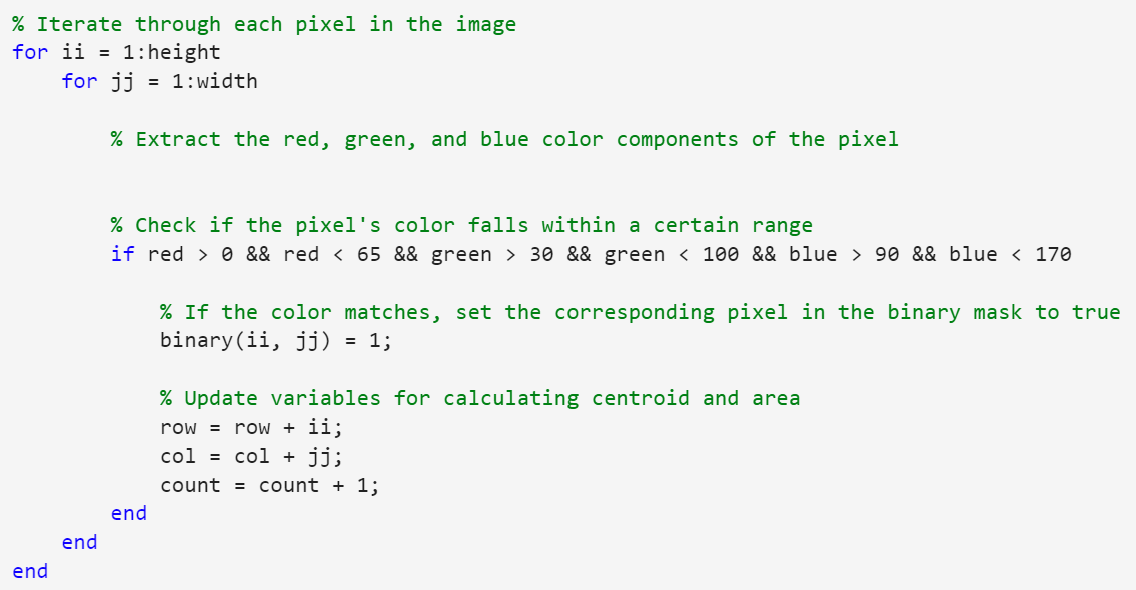 % Iterate through each pixel in the image
for ii = 1:height
    for jj = 1:width
        % Extract the red, green, and blue color components of the pixel
        % Check if the pixel's color falls within a certain range
        if red > 0 && red < 65 && green > 30 && green < 100 && blue > 90 && blue < 170
            % If the color matches, set the corresponding pixel in the binary mask to true
            binary(ii, jj) = 1;
            % Update variables for calculating centroid and area
            row = row + ii;
            col = col + jj;
            count = count + 1;
        end
    end
end